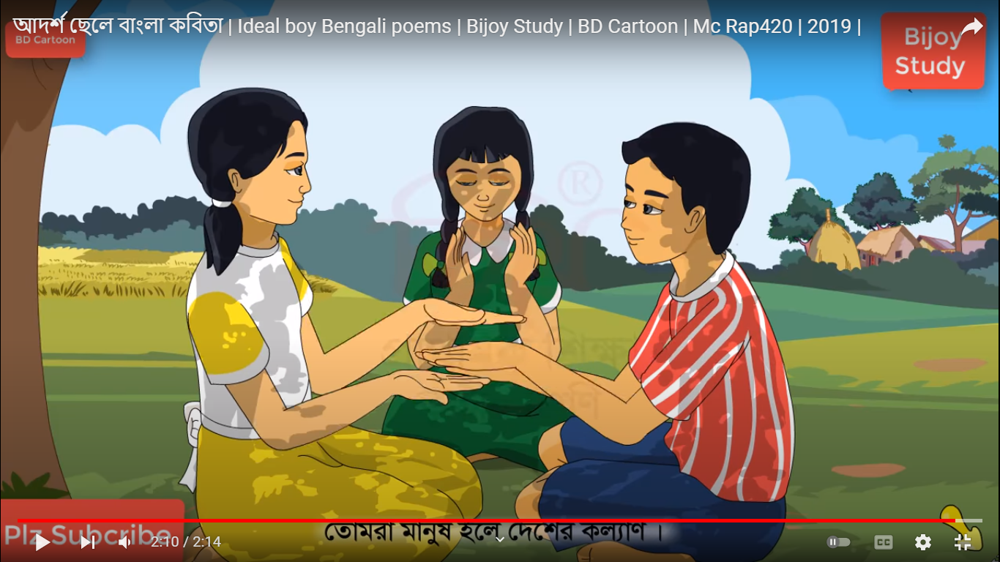 আদর্শ ছেলে বাংলা কবিতা | Ideal boy Bengali poems | Bijoy Study | BD Cartoon | Mc Rap420 | 2019 |
BD Cartoon
Bijoy
Study
®
তোমরা মানুষ হলে দেশের কল্যাণ ।
Plz Subcribe
2:10 / 2:14
CC